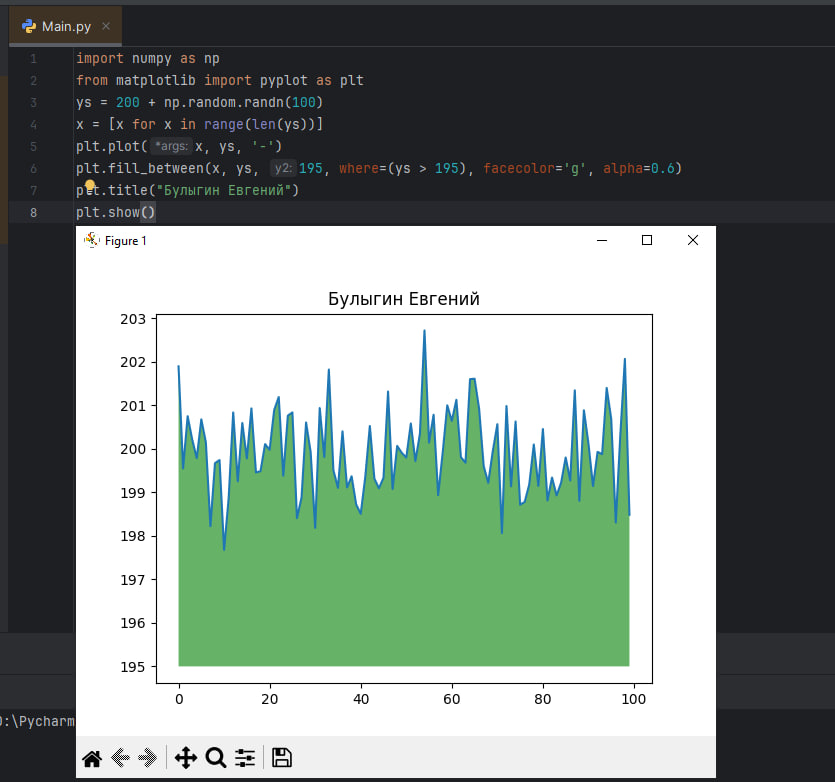 Main.py
1 import numpy as np
2 from matplotlib import pyplot as plt
3 ys = 200 + np.random.randn(100)
4 x = [x for x in range(len(ys))]
5 plt.plot( *args: x, ys, '-')
6 plt.fill_between(x, ys, y2: 195, where=(ys > 195), facecolor='g', alpha=0.6)
7 plt.title("Булыгин Евгений")
8 plt.show()
Figure 1
Булыгин Евгений
203
202
201
200
199
198
197
196
195
0 20 40 60 80 100
:\Pycharm